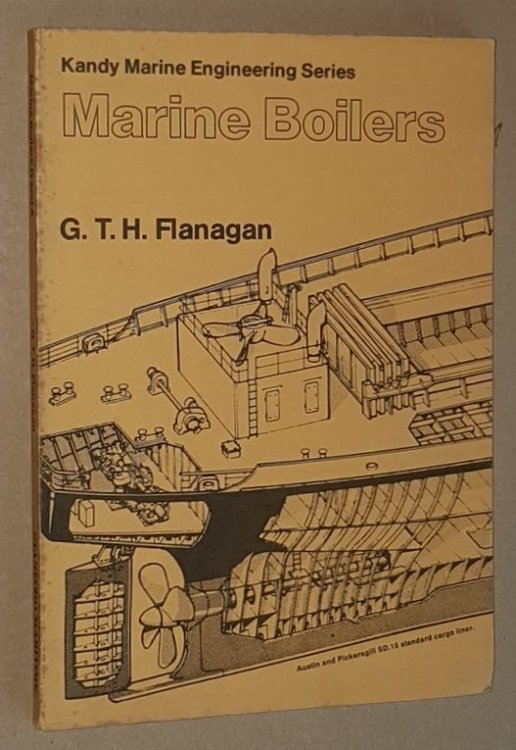 Kandy Marine Engineering Series
Marine Boilers
G. T. H. Flanagan
Austin and Pickersgill SD.15 standard cargo liner.